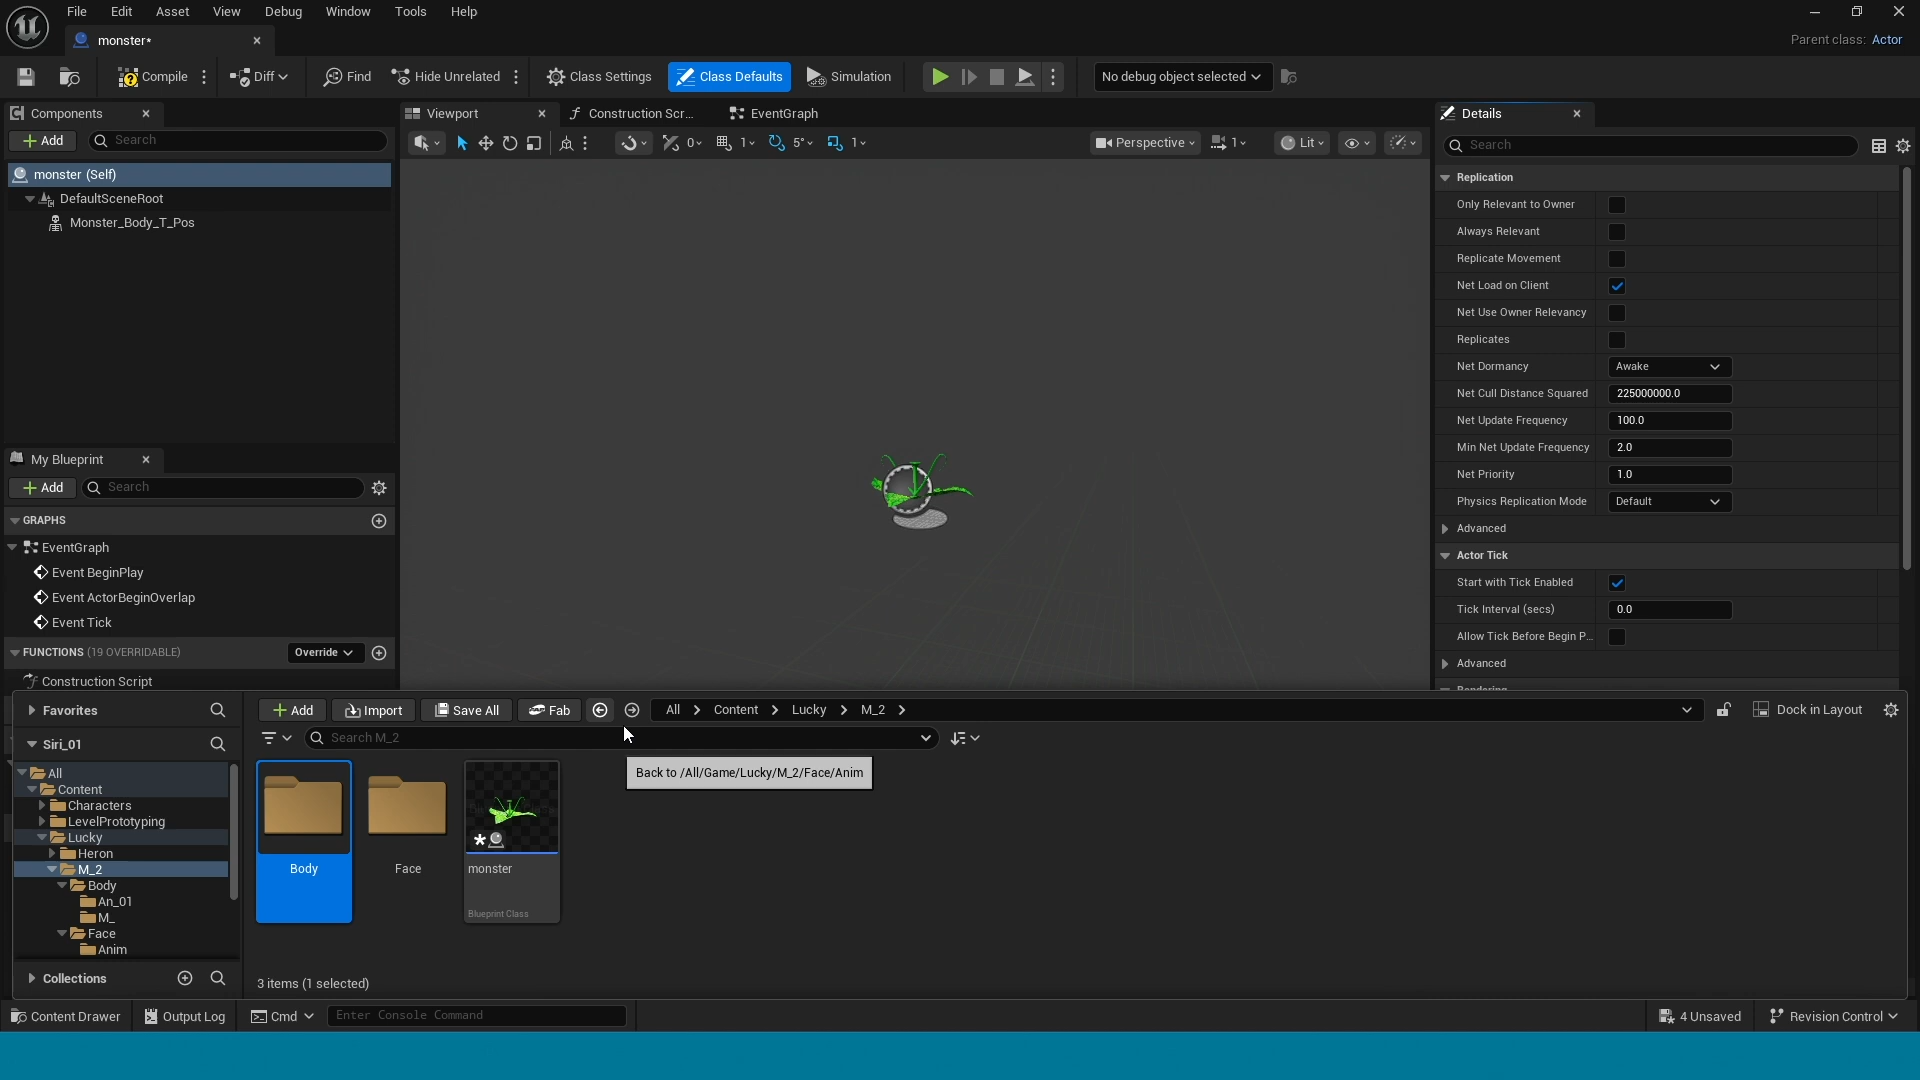 File Edit Asset View Debug Window Tools Help
monster*
Parent class: Actor
Compile
Diff
Find
Hide Unrelated
Class Settings
Class Defaults
Simulation
No debug object selected
Components
Add
Search
monster (Self)
DefaultSceneRoot
Monster_Body_T_Pos
My Blueprint
Add
Search
GRAPHS
EventGraph
Event BeginPlay
Event ActorBeginOverlap
Event Tick
FUNCTIONS (19 OVERRIDABLE)
Override
Construction Script
Viewport
Construction Scr...
EventGraph
0
1
5°
1
Perspective
1
Lit
Details
Search
Replication
Only Relevant to Owner
Always Relevant
Replicate Movement
Net Load on Client
Net Use Owner Relevancy
Replicates
Net Dormancy Awake
Net Cull Distance Squared 225000000.0
Net Update Frequency 100.0
Min Net Update Frequency 2.0
Net Priority 1.0
Physics Replication Mode Default
Advanced
Actor Tick
Start with Tick Enabled
Tick Interval (secs) 0.0
Allow Tick Before Begin P...
Advanced
Rendering
Favorites
Siri_01
All
Content
Characters
LevelPrototyping
Lucky
Heron
M_2
Body
An_01
M_
Face
Anim
Collections
Add
Import
Save All
Fab
All
Content
Lucky
M_2
Dock in Layout
Search M_2
Back to /All/Game/Lucky/M_2/Face/Anim
Body
Face
monster
Blueprint Class
3 items (1 selected)
Content Drawer
Output Log
Cmd
Enter Console Command
4 Unsaved
Revision Control